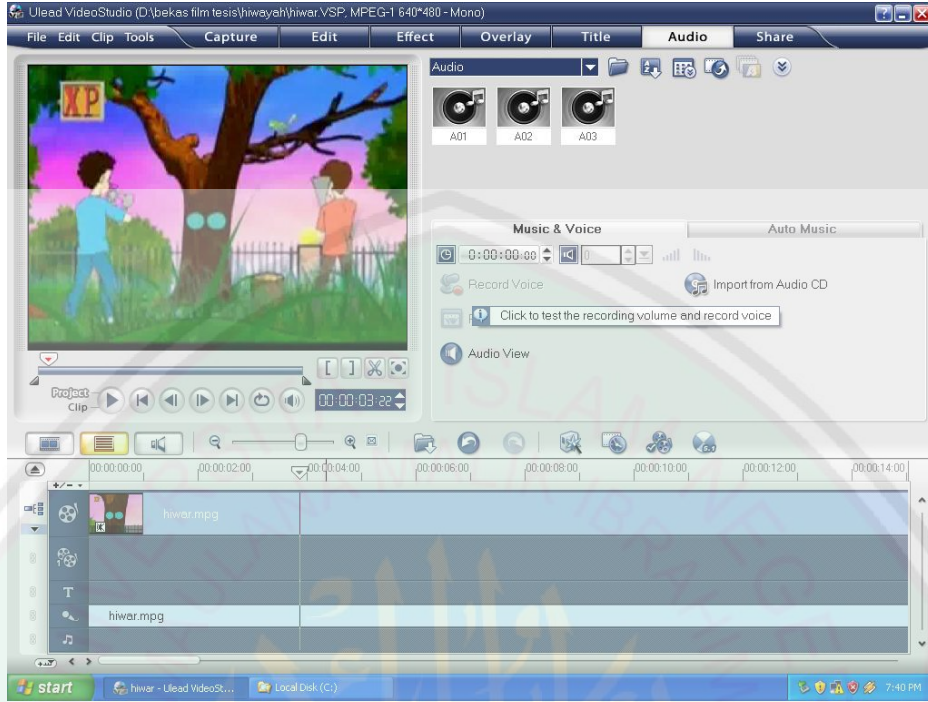 Ulead VideoStudio (D:\bekas film tesis\hiwayah\hiwar.VSP, MPEG-1 640*480 - Mono)
File Edit Clip Tools Capture Edit Effect Overlay Title Audio Share
XP
Audio
A01 A02 A03
Music & Voice Auto Music
0:00:00:00 0
Record Voice Import from Audio CD
Click to test the recording volume and record voice
Audio View
Project
Clip
00:00:03:22
00:00:00:00 00:00:02:00 00:00:04:00 00:00:06:00 00:00:08:00 00:00:10:00 00:00:12:00 00:00:14:00
hiwar.mpg
T
hiwar.mpg
start hiwar - Ulead VideoSt... Local Disk (C:) 7:40 PM